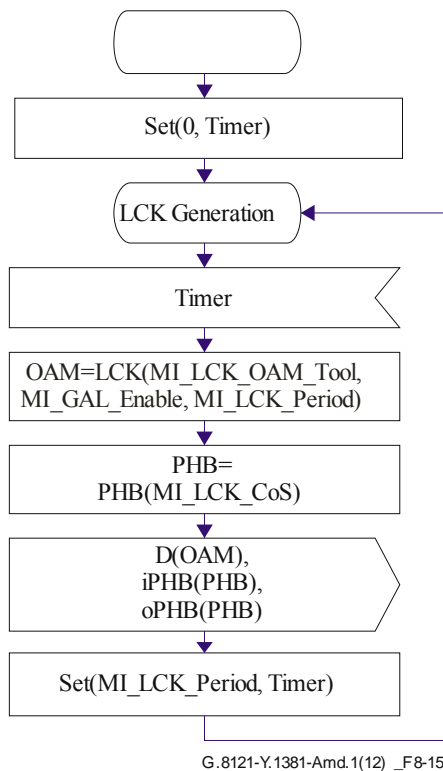 Set(0, Timer)
LCK Generation
Timer
OAM=LCK(MI_LCK_OAM_Tool,
MI_GAL_Enable, MI_LCK_Period)
PHB=
PHB(MI_LCK_CoS)
D(OAM),
iPHB(PHB),
oPHB(PHB)
Set(MI_LCK_Period, Timer)
G.8121-Y.1381-Amd.1(12) _F8-15